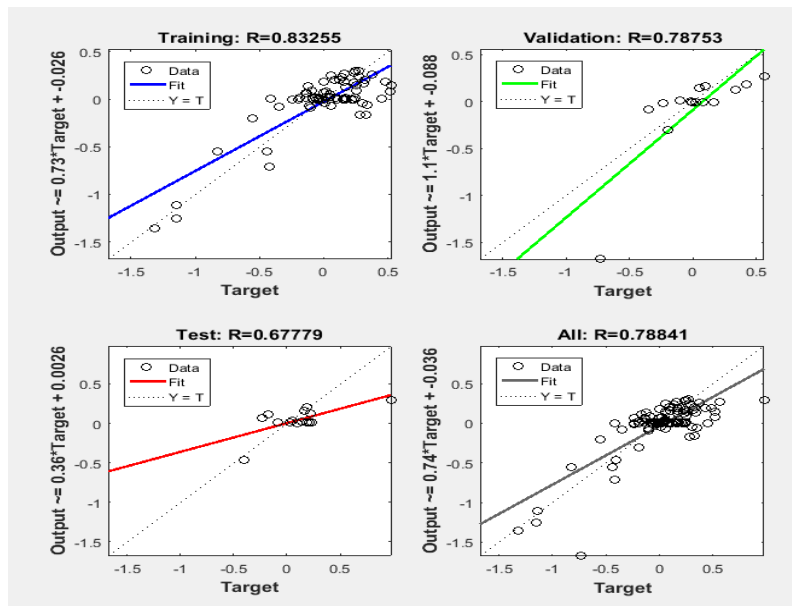 Training: R=0.83255
Output ~= 0.73*Target + -0.026
0.5
0
-0.5
-1
-1.5
Data
Fit
Y = T
-1.5
-1
-0.5
0
0.5
Target
Validation: R=0.78753
Output ~= 1.1*Target + -0.088
0.5
0
-0.5
-1
-1.5
Data
Fit
Y = T
-1.5
-1
-0.5
0
0.5
Target
Test: R=0.67779
Output ~= 0.36*Target + 0.0026
0.5
0
-0.5
-1
-1.5
Data
Fit
Y = T
-1.5
-1
-0.5
0
0.5
Target
All: R=0.78841
Output ~= 0.74*Target + -0.036
0.5
0
-0.5
-1
-1.5
Data
Fit
Y = T
-1.5
-1
-0.5
0
0.5
Target